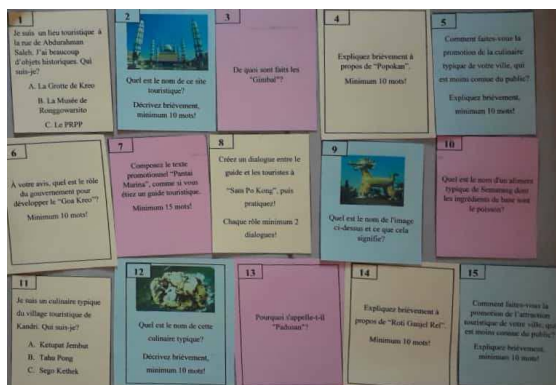 1
Je suis un lieu touristique à
la rue de Abdurahman
Saleh. J'ai beaucoup
d'objets historiques. Qui
suis-je?
A. La Grotte de Kreo
B. La Musée de
Ronggowarsito
C. Le PRPP
2
Quel est le nom de ce site
touristique?
Décrivez brièvement,
minimum 10 mots!
3
De quoi sont faits les
"Gimbal"?
4
Expliquez brièvement à
propos de "Popokan".
Minimum 10 mots!
5
Comment faites-vous la
promotion de la culinaire
typique de votre ville, qui
est moins connue du public?
Expliquez brièvement,
minimum 10 mots!
6
À votre avis, quel est le rôle
du gouvernement pour
développer le "Goa Kreo"?
Minimum 10 mots!
7
Composez le texte
promotionnel "Pantai
Marina", comme si vous
étiez un guide touristique.
Minimum 15 mots!
8
Créez un dialogue entre le
guide et les touristes à
"Sam Po Kong", puis
pratiquez!
Chaque rôle minimum 2
dialogues!
9
Quel est le nom de l'image
ci-dessus et ce que cela
signifie?
10
Quel est le nom d'un aliment
typique de Semarang dont
les ingrédients de base sont
le poisson?
11
Je suis un culinaire typique
du village touristique de
Kandri. Qui suis-je?
A. Ketupat Jembut
B. Tahu Pong
C. Sego Kethek
12
Quel est le nom de cette
culinaire typique?
Décrivez brièvement,
minimum 10 mots!
13
Pourquoi s'appelle-t-il
"Padusan"?
14
Expliquez brièvement à
propos de "Roti Ganjel Rel".
Minimum 10 mots!
15
Comment faites-vous la
promotion de l'attraction
touristique de votre ville, qui
est moins connue du public?
Expliquez brièvement,
minimum 10 mots!